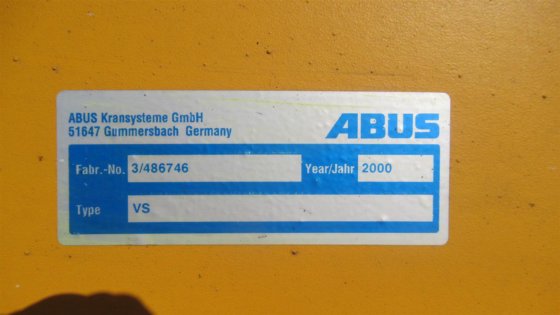 ABUS Kransysteme GmbH
51647 Gummersbach Germany
ABUS
Fabr.-No. 3/486746 Year/Jahr 2000
Type VS